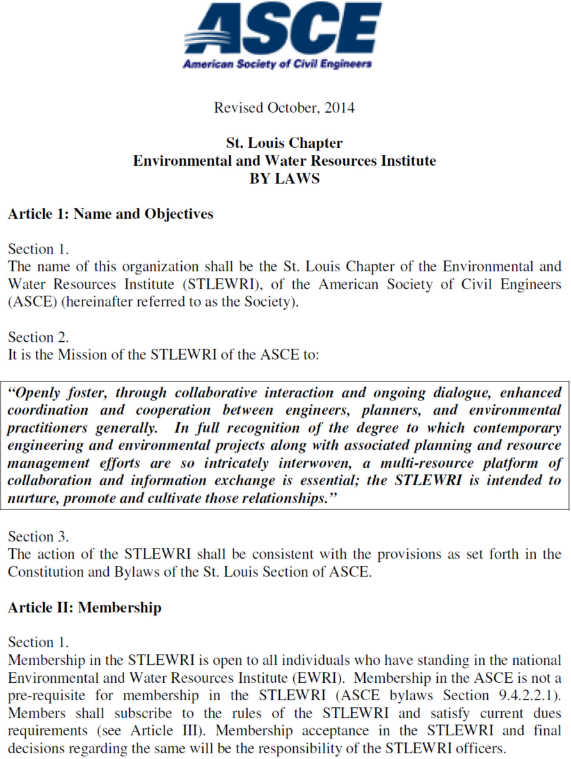 ASCE
American Society of Civil Engineers
Revised October, 2014
St. Louis Chapter
Environmental and Water Resources Institute
BY LAWS
Article 1: Name and Objectives
Section 1.
The name of this organization shall be the St. Louis Chapter of the Environmental and
Water Resources Institute (STLEWRI), of the American Society of Civil Engineers
(ASCE) (hereinafter referred to as the Society).
Section 2.
It is the Mission of the STLEWRI of the ASCE to:
“Openly foster, through collaborative interaction and ongoing dialogue, enhanced
coordination and cooperation between engineers, planners, and environmental
practitioners generally. In full recognition of the degree to which contemporary
engineering and environmental projects along with associated planning and resource
management efforts are so intricately interwoven, a multi-resource platform of
collaboration and information exchange is essential; the STLEWRI is intended to
nurture, promote and cultivate those relationships.”
Section 3.
The action of the STLEWRI shall be consistent with the provisions as set forth in the
Constitution and Bylaws of the St. Louis Section of ASCE.
Article II: Membership
Section 1.
Membership in the STLEWRI is open to all individuals who have standing in the national
Environmental and Water Resources Institute (EWRI). Membership in the ASCE is not a
pre-requisite for membership in the STLEWRI (ASCE bylaws Section 9.4.2.2.1).
Members shall subscribe to the rules of the STLEWRI and satisfy current dues
requirements (see Article III). Membership acceptance in the STLEWRI and final
decisions regarding the same will be the responsibility of the STLEWRI officers.